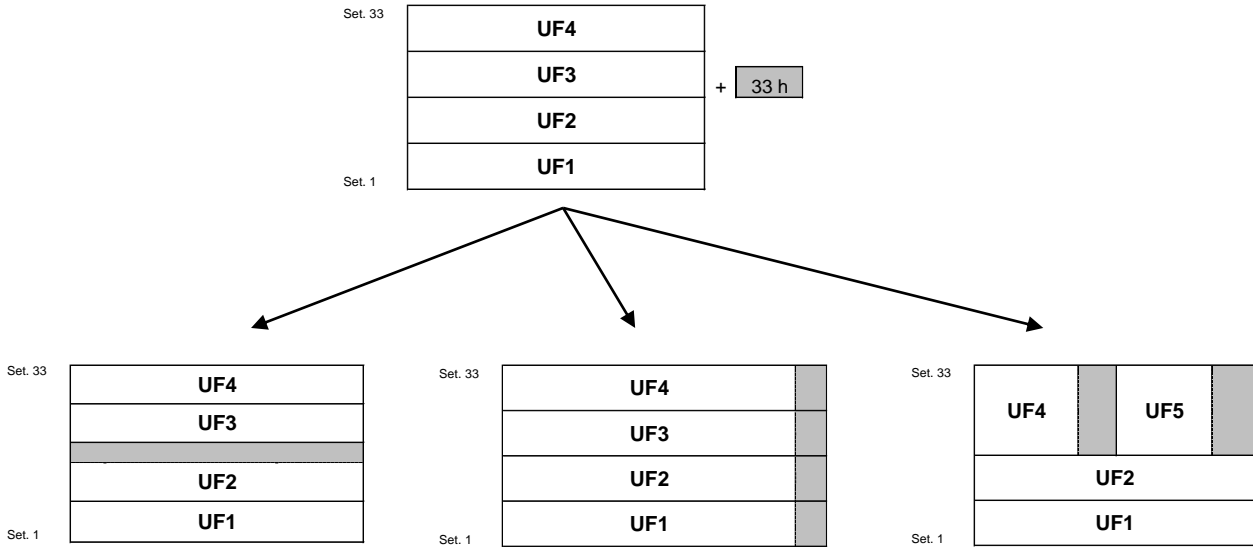 Set. 33
UF4
UF3
+ 33 h
UF2
UF1
Set. 1
Set. 33
UF4
UF3
UF2
UF1
Set. 1
Set. 33
UF4
UF3
UF2
UF1
Set. 1
Set. 33
UF4
UF5
UF2
UF1
Set. 1